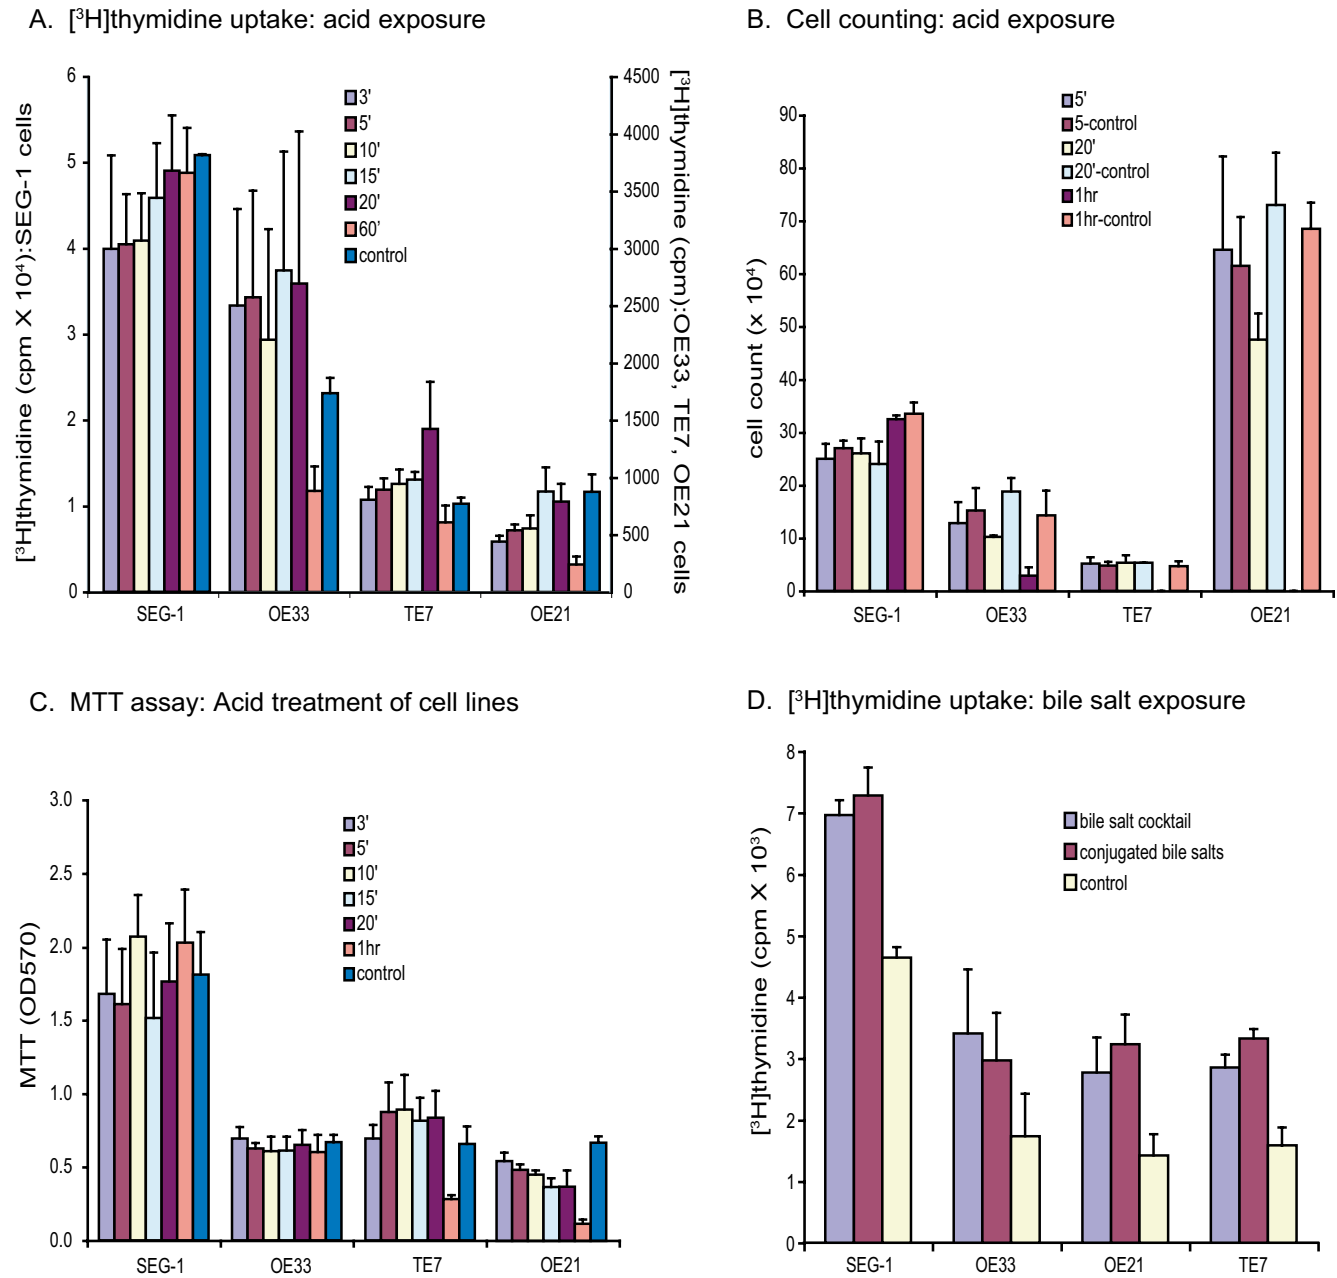 A. [³H]thymidine uptake: acid exposure
[³H]thymidine (cpm X 10⁴):SEG-1 cells
6
5
4
3
2
1
0
3'
5'
10'
15'
20'
60'
control
4500
4000
3500
3000
2500
2000
1500
1000
500
0
[³H]thymidine (cpm):OE33, TE7, OE21 cells
SEG-1 OE33 TE7 OE21
B. Cell counting: acid exposure
cell count (x 10⁴)
90
80
70
60
50
40
30
20
10
0
5'
5-control
20'
20'-control
1hr
1hr-control
SEG-1 OE33 TE7 OE21
C. MTT assay: Acid treatment of cell lines
MTT (OD570)
3.0
2.5
2.0
1.5
1.0
0.5
0.0
3'
5'
10'
15'
20'
1hr
control
SEG-1 OE33 TE7 OE21
D. [³H]thymidine uptake: bile salt exposure
[³H]thymidine (cpm X 10³)
8
7
6
5
4
3
2
1
0
bile salt cocktail
conjugated bile salts
control
SEG-1 OE33 OE21 TE7